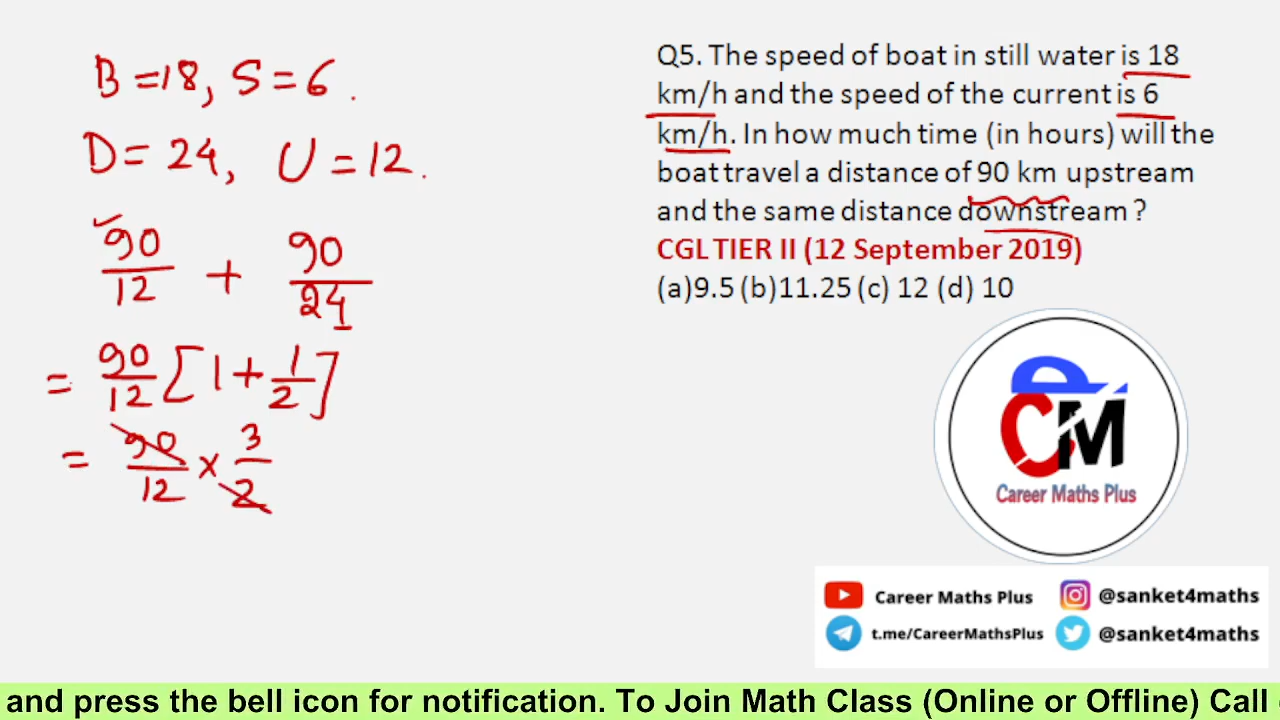 B = 18, S = 6.
D = 24, U = 12.
90/12 + 90/24
= 90/12 [1 + 1/2]
= 90/12 × 3/2
Q5. The speed of boat in still water is 18
km/h and the speed of the current is 6
km/h. In how much time (in hours) will the
boat travel a distance of 90 km upstream
and the same distance downstream ?
CGL TIER II (12 September 2019)
(a)9.5 (b)11.25 (c) 12 (d) 10
CM
Career Maths Plus
Career Maths Plus @sanket4maths
t.me/CareerMathsPlus @sanket4maths
and press the bell icon for notification. To Join Math Class (Online or Offline) Call